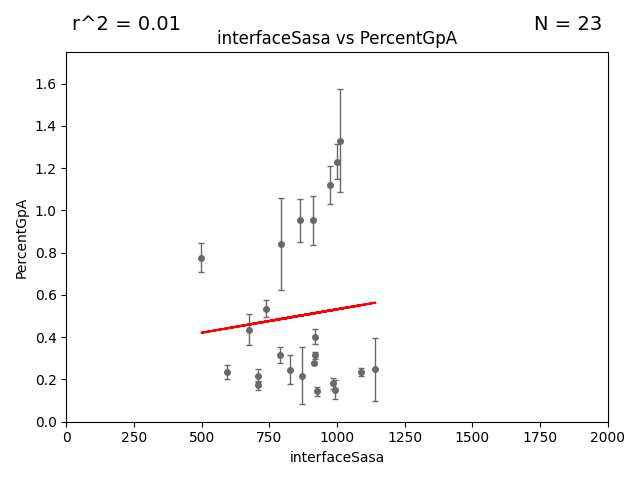 r^2 = 0.01
N = 23
interfaceSasa vs PercentGpA
PercentGpA
1.6
1.4
1.2
1.0
0.8
0.6
0.4
0.2
0.0
0 250 500 750 1000 1250 1500 1750 2000
interfaceSasa